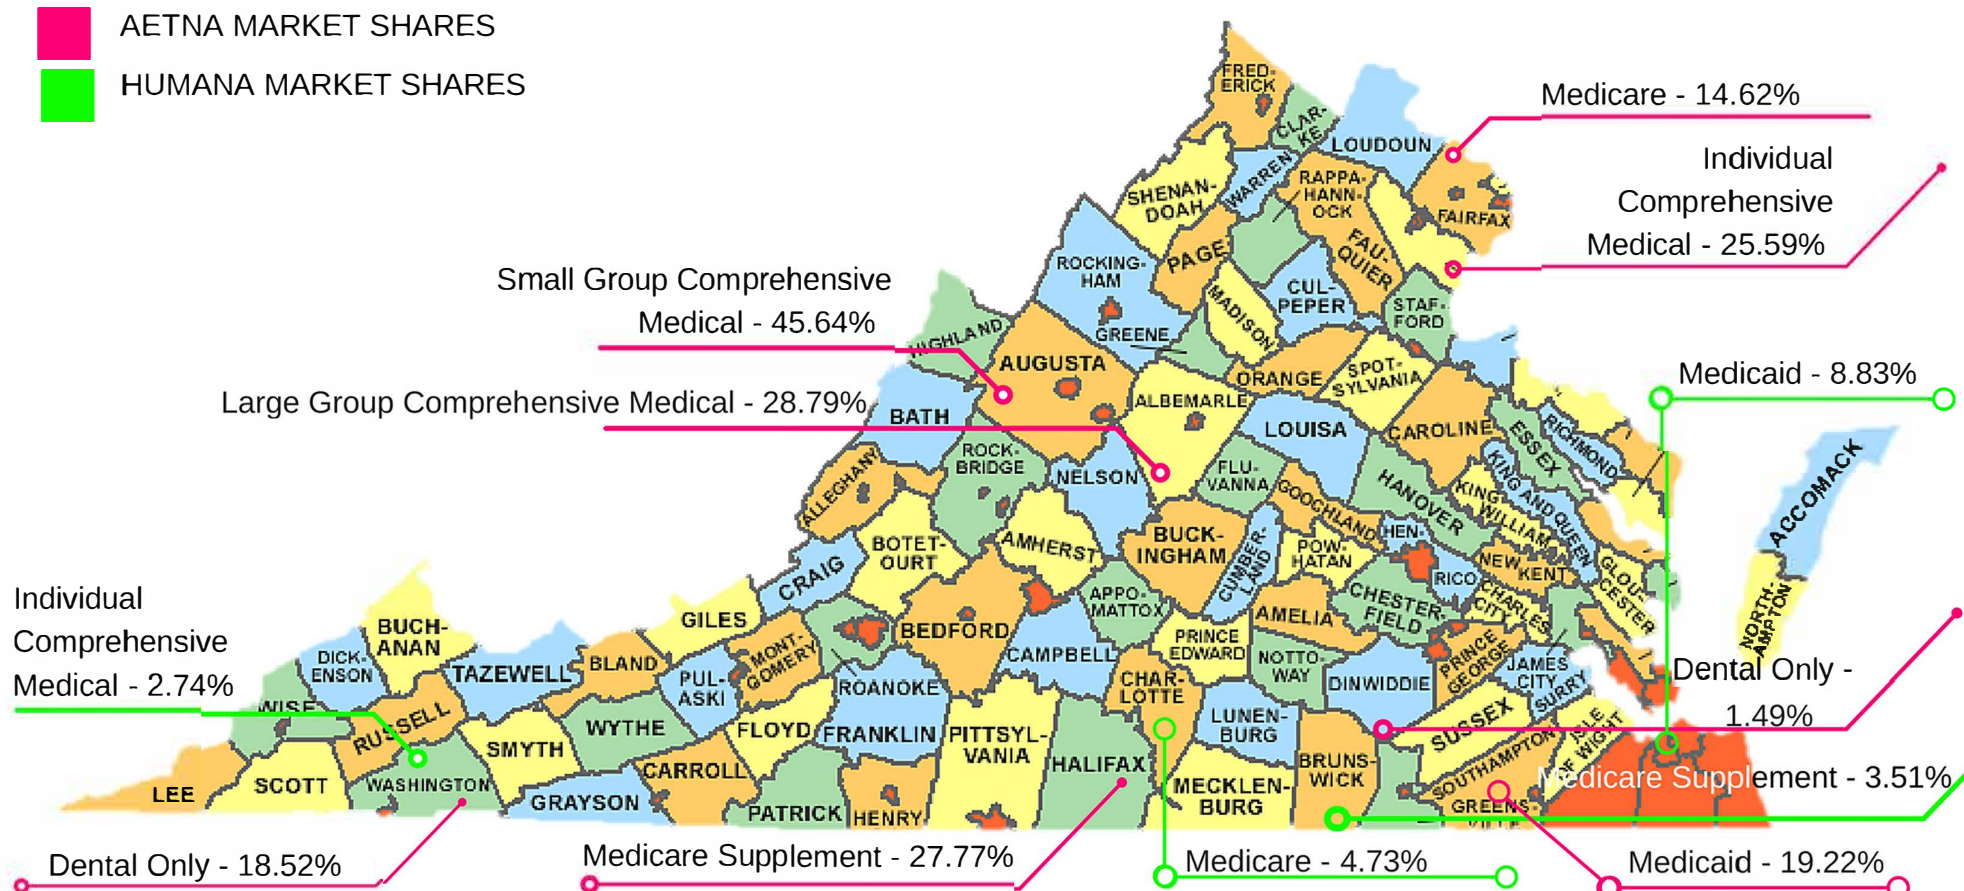 AETNA MARKET SHARES
HUMANA MARKET SHARES
Medicare - 14.62%
Individual
Comprehensive
Medical - 25.59%
Small Group Comprehensive
Medical - 45.64%
Large Group Comprehensive Medical - 28.79%
Medicaid - 8.83%
Individual
Comprehensive
Medical - 2.74%
Dental Only -
1.49%
Medicare Supplement - 3.51%
Dental Only - 18.52%
Medicare Supplement - 27.77%
Medicare - 4.73%
Medicaid - 19.22%
FRED-
ERICK
CLAR-
KE
LOUDOUN
WARREN
SHENAN-
DOAH
RAPPA-
HANN-
OCK
FAIRFAX
PAGE
FAU-
QUIER
ROCKING-
HAM
CUL-
PEPER
MADISON
STAF-
FORD
GREENE
HIGHLAND
AUGUSTA
ORANGE
SPOT-
SYLVANIA
ALBEMARLE
BATH
LOUISA
CAROLINE
ESSEX
RICHMOND
ROCK-
BRIDGE
NELSON
FLU-
VANNA
GOOCHLAND
HANOVER
KING AND QUEEN
KING
WILLIAM
ACCOMACK
ALLEGHANY
BOTET-
OURT
AMHERST
BUCK-
INGHAM
CUMBER-
LAND
POW-
HATAN
HEN-
RICO
NEW KENT
GLOU-
CESTER
CRAIG
APPO-
MATTOX
AMELIA
CHESTER-
FIELD
CHARLES
CITY
NORTH-
AMPTON
GILES
BEDFORD
CAMPBELL
PRINCE
EDWARD
NOTTO-
WAY
PRINCE
GEORGE
JAMES
CITY
SURRY
BUCH-
ANAN
DICK-
ENSON
TAZEWELL
BLAND
MONT-
GOMERY
PUL-
ASKI
ROANOKE
CHAR-
LOTTE
DINWIDDIE
WISE
RUSSELL
WYTHE
FLOYD
FRANKLIN
PITTSYL-
VANIA
LUNEN-
BURG
SUSSEX
ISLE
OF WIGHT
SMYTH
HALIFAX
BRUNS-
WICK
SOUTHAMPTON
LEE
SCOTT
WASHINGTON
GRAYSON
CARROLL
PATRICK
HENRY
MECKLEN-
BURG
GREENS-
VILLE